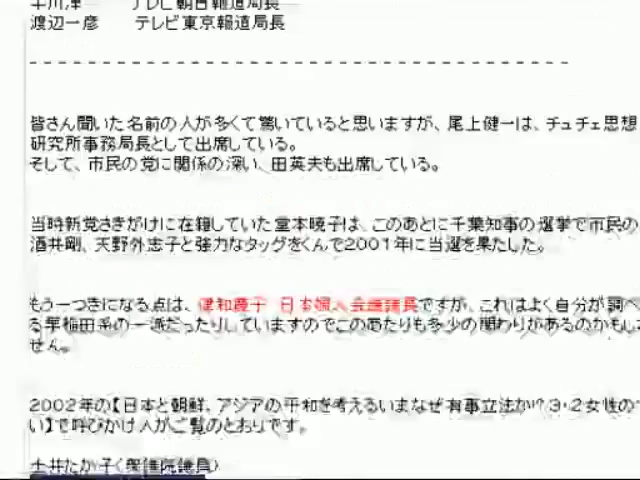 テレビ朝日報道局長
渡辺一彦　　テレビ東京報道局長
- - - - - - - - - - - - - - - - - - - - - - - - - - - - - - - - - - - - -
皆さん聞いた名前の人が多くて驚いていると思いますが、尾上健一は、チュチェ思想
研究所事務局長として出席している。
そして、市民の党に関係の深い、田英夫も出席している。
当時新党さきがけに在籍していた堂本暁子は、このあとに千葉知事の選挙で市民の
酒井剛、天野外志子と強力なタッグをくんで2001年に当選を果たした。
もう一つきになる点は、日本婦人会議議長ですが、これはよく自分が調べ
る早稲田系の一派だったりしていますのでこのあたりも多少の関わりがあるのかもし
せん。
2002年の【日本と朝鮮、アジアの平和を考えるいまなぜ有事立法か!?3・2女性の
い】で呼びかけ人がご覧のとおりです。
土井たか子(衆議院議員)